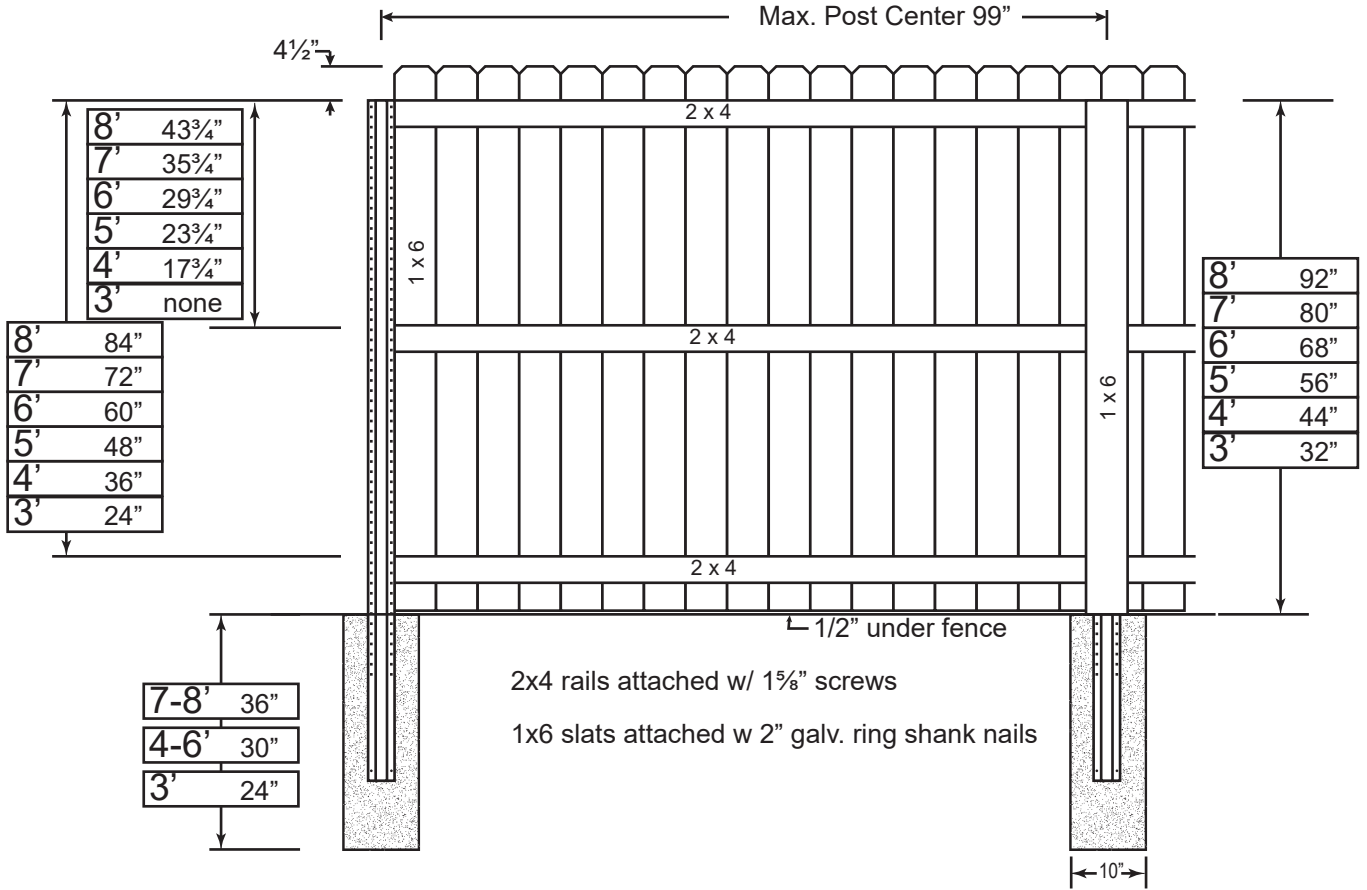 Max. Post Center 99”
4½”
2 x 4
8’ 43¾”
7’ 35¾”
6’ 29¾”
5’ 23¾”
4’ 17¾”
3’ none
1 x 6
8’ 92”
7’ 80”
6’ 68”
5’ 56”
4’ 44”
3’ 32”
8’ 84”
7’ 72”
6’ 60”
5’ 48”
4’ 36”
3’ 24”
2 x 4
1 x 6
2 x 4
1/2” under fence
2x4 rails attached w/ 1⅝” screws
1x6 slats attached w 2” galv. ring shank nails
7-8’ 36”
4-6’ 30”
3’ 24”
10”